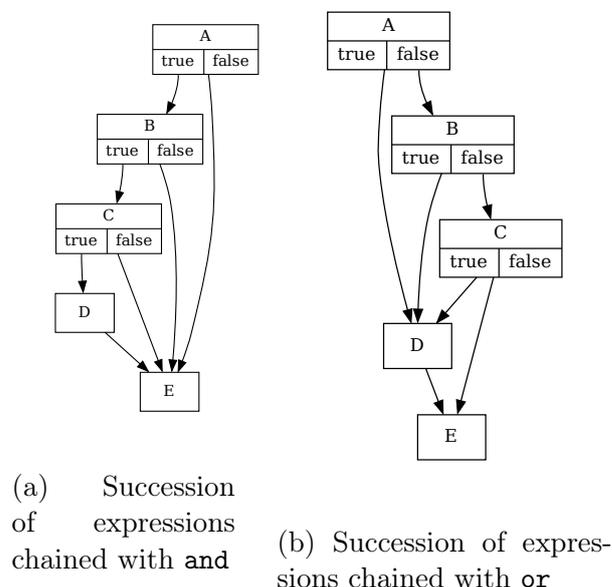 A
true false
B
true false
C
true false
D
E
(a) Succession
of expressions
chained with and
A
true false
B
true false
C
true false
D
E
(b) Succession of expres-
sions chained with or